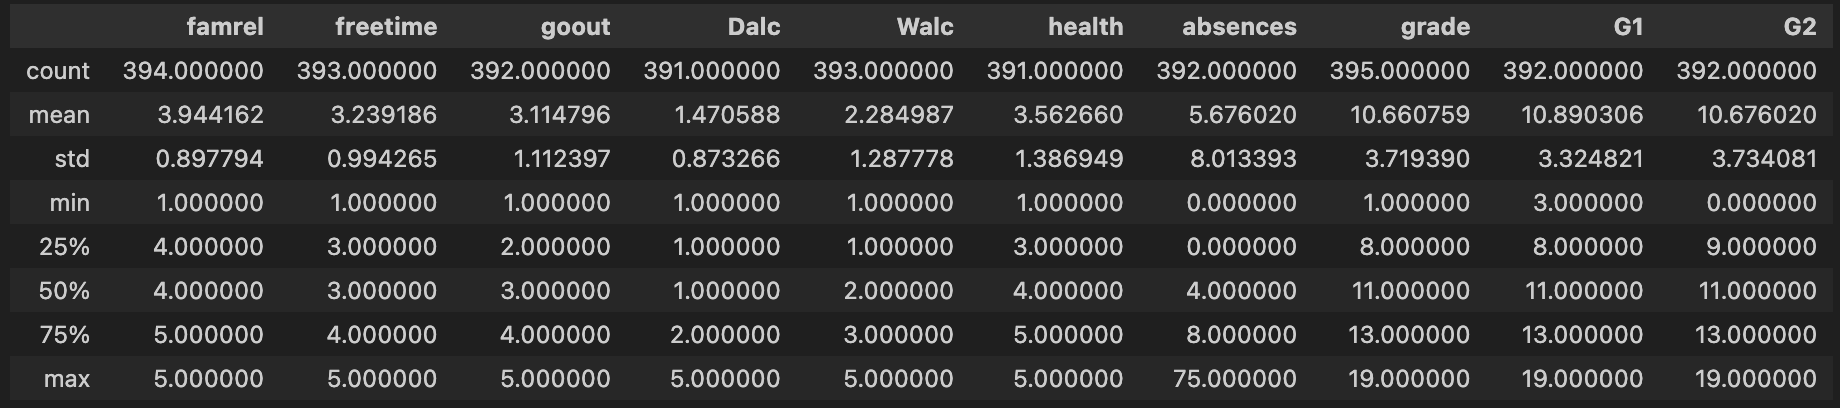 famrel freetime goout Dalc Walc health absences grade G1 G2
count 394.000000 393.000000 392.000000 391.000000 393.000000 391.000000 392.000000 395.000000 392.000000 392.000000
mean 3.944162 3.239186 3.114796 1.470588 2.284987 3.562660 5.676020 10.660759 10.890306 10.676020
std 0.897794 0.994265 1.112397 0.873266 1.287778 1.386949 8.013393 3.719390 3.324821 3.734081
min 1.000000 1.000000 1.000000 1.000000 1.000000 1.000000 0.000000 1.000000 3.000000 0.000000
25% 4.000000 3.000000 2.000000 1.000000 1.000000 3.000000 0.000000 8.000000 8.000000 9.000000
50% 4.000000 3.000000 3.000000 1.000000 2.000000 4.000000 4.000000 11.000000 11.000000 11.000000
75% 5.000000 4.000000 4.000000 2.000000 3.000000 5.000000 8.000000 13.000000 13.000000 13.000000
max 5.000000 5.000000 5.000000 5.000000 5.000000 5.000000 75.000000 19.000000 19.000000 19.000000